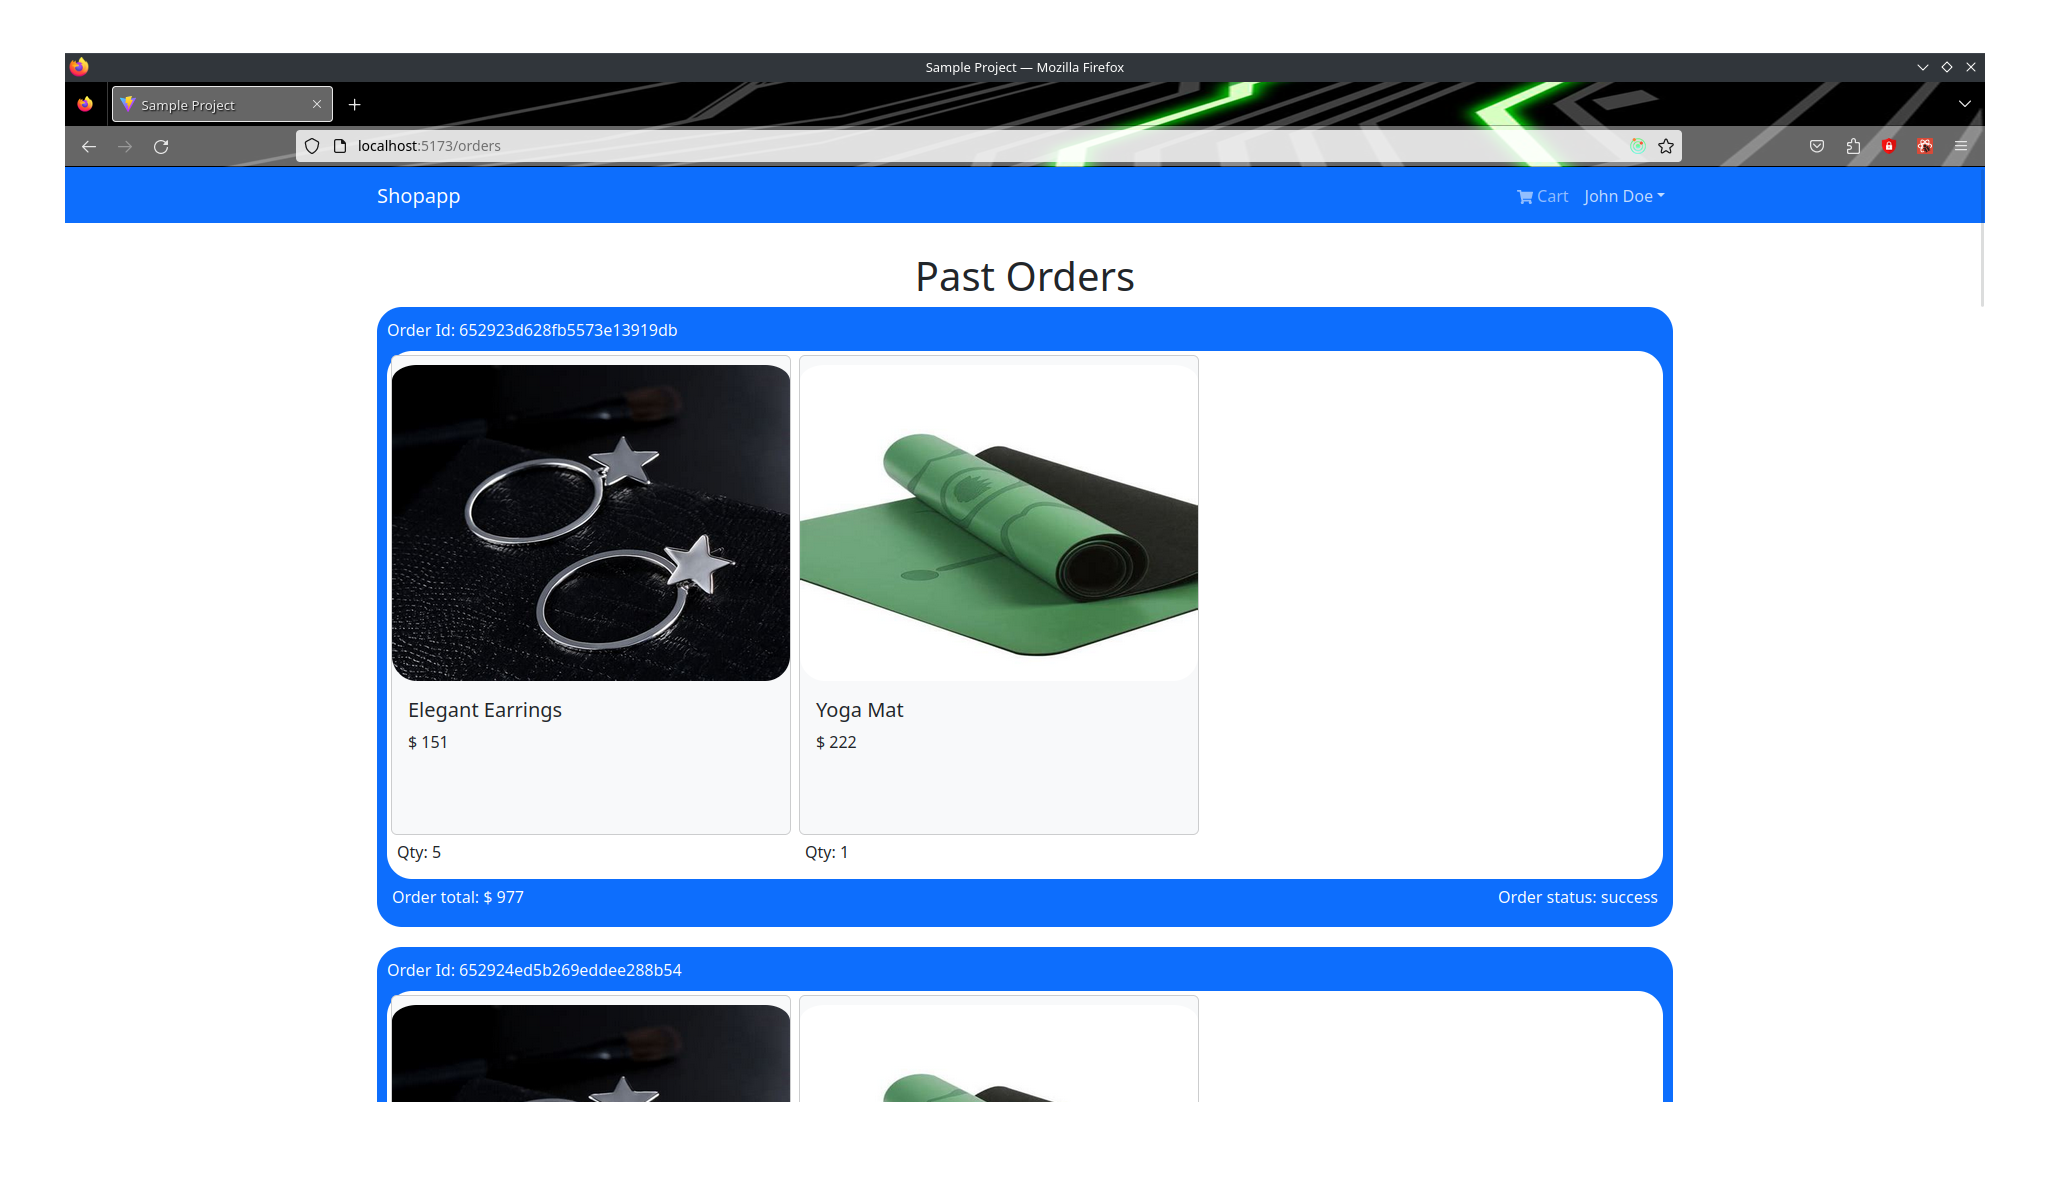 Sample Project — Mozilla Firefox
Sample Project
localhost:5173/orders
Shopapp
Cart
John Doe
Past Orders
Order Id: 652923d628fb5573e13919db
Elegant Earrings
$ 151
Qty: 5
Yoga Mat
$ 222
Qty: 1
Order total: $ 977
Order status: success
Order Id: 652924ed5b269eddee288b54